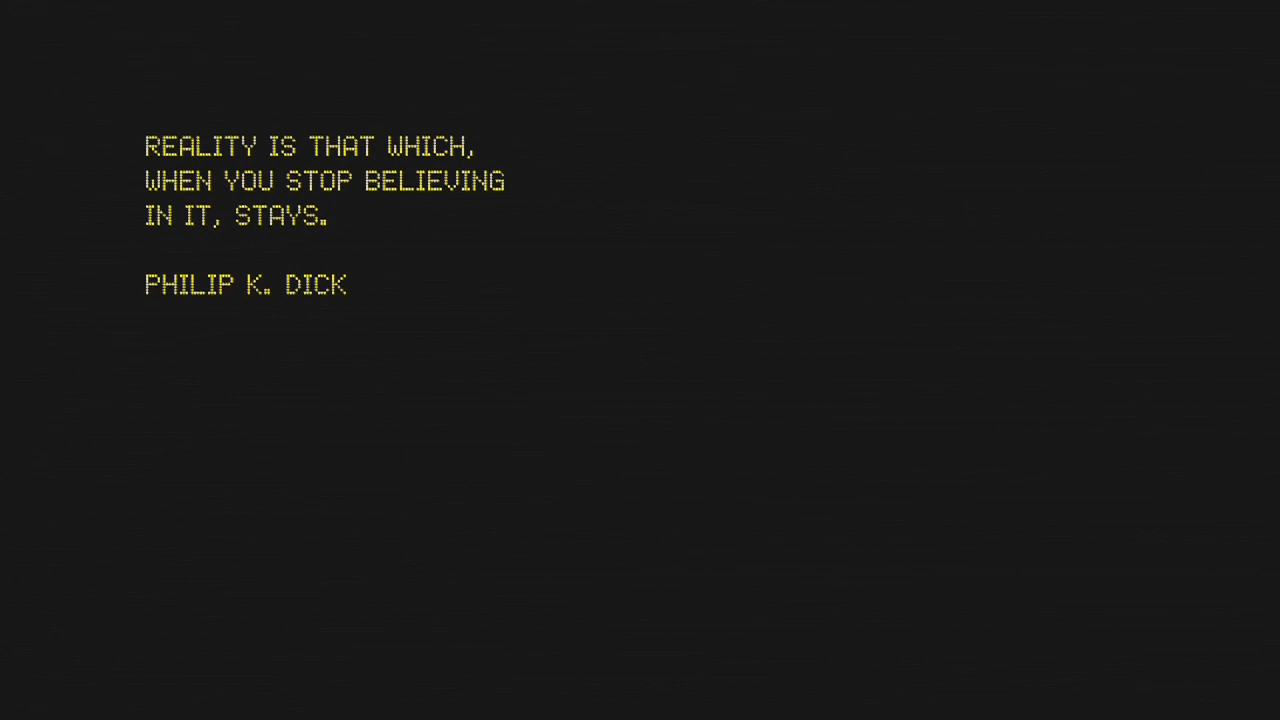 REALITY IS THAT WHICH,
WHEN YOU STOP BELIEVING
IN IT, STAYS.
PHILIP K. DICK